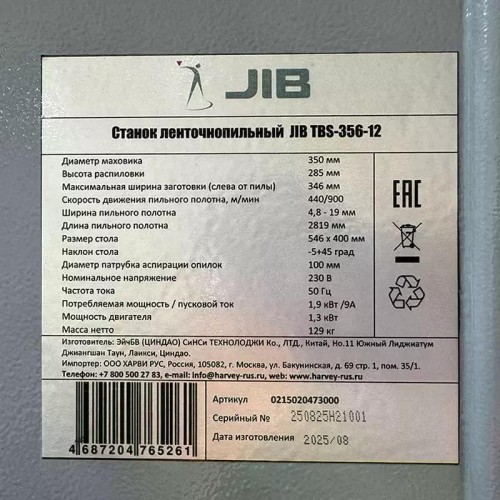 JIB
Станок ленточнопильный JIB TBS-356-12
Диаметр маховика 350 мм
Высота распиловки 285 мм
Максимальная ширина заготовки (слева от пилы) 346 мм
Скорость движения пильного полотна, м/мин 440/900
Ширина пильного полотна 4,8 - 19 мм
Длина пильного полотна 2819 мм
Размер стола 546 х 400 мм
Наклон стола -5+45 град
Диаметр патрубка аспирации опилок 100 мм
Номинальное напряжение 230 В
Частота тока 50 Гц
Потребляемая мощность / пусковой ток 1,9 кВт /9А
Мощность двигателя 1.3 кВт
Масса нетто 129 кг
EAC
Изготовитель: ЭйчБВ (ЦИНДАО) СиНСи ТЕХНОЛОДЖИ Ко., ЛТД., Китай, Но.11 Южный Лиджиатум
Джиангшан Таун, Лаикси, Циндао.
Импортер: ООО ХАРВИ РУС, Россия, 105082, г. Москва, ул. Бакунинская, д. 69 стр. 1, пом. 35/1.
Телефон: +7 800 500 27 83, e-mail: info@harvey-rus.ru web: www.harvey-rus.ru
Артикул 0215020473000
Серийный № 250825H21001
Дата изготовления 2025/08
4 687204 765261